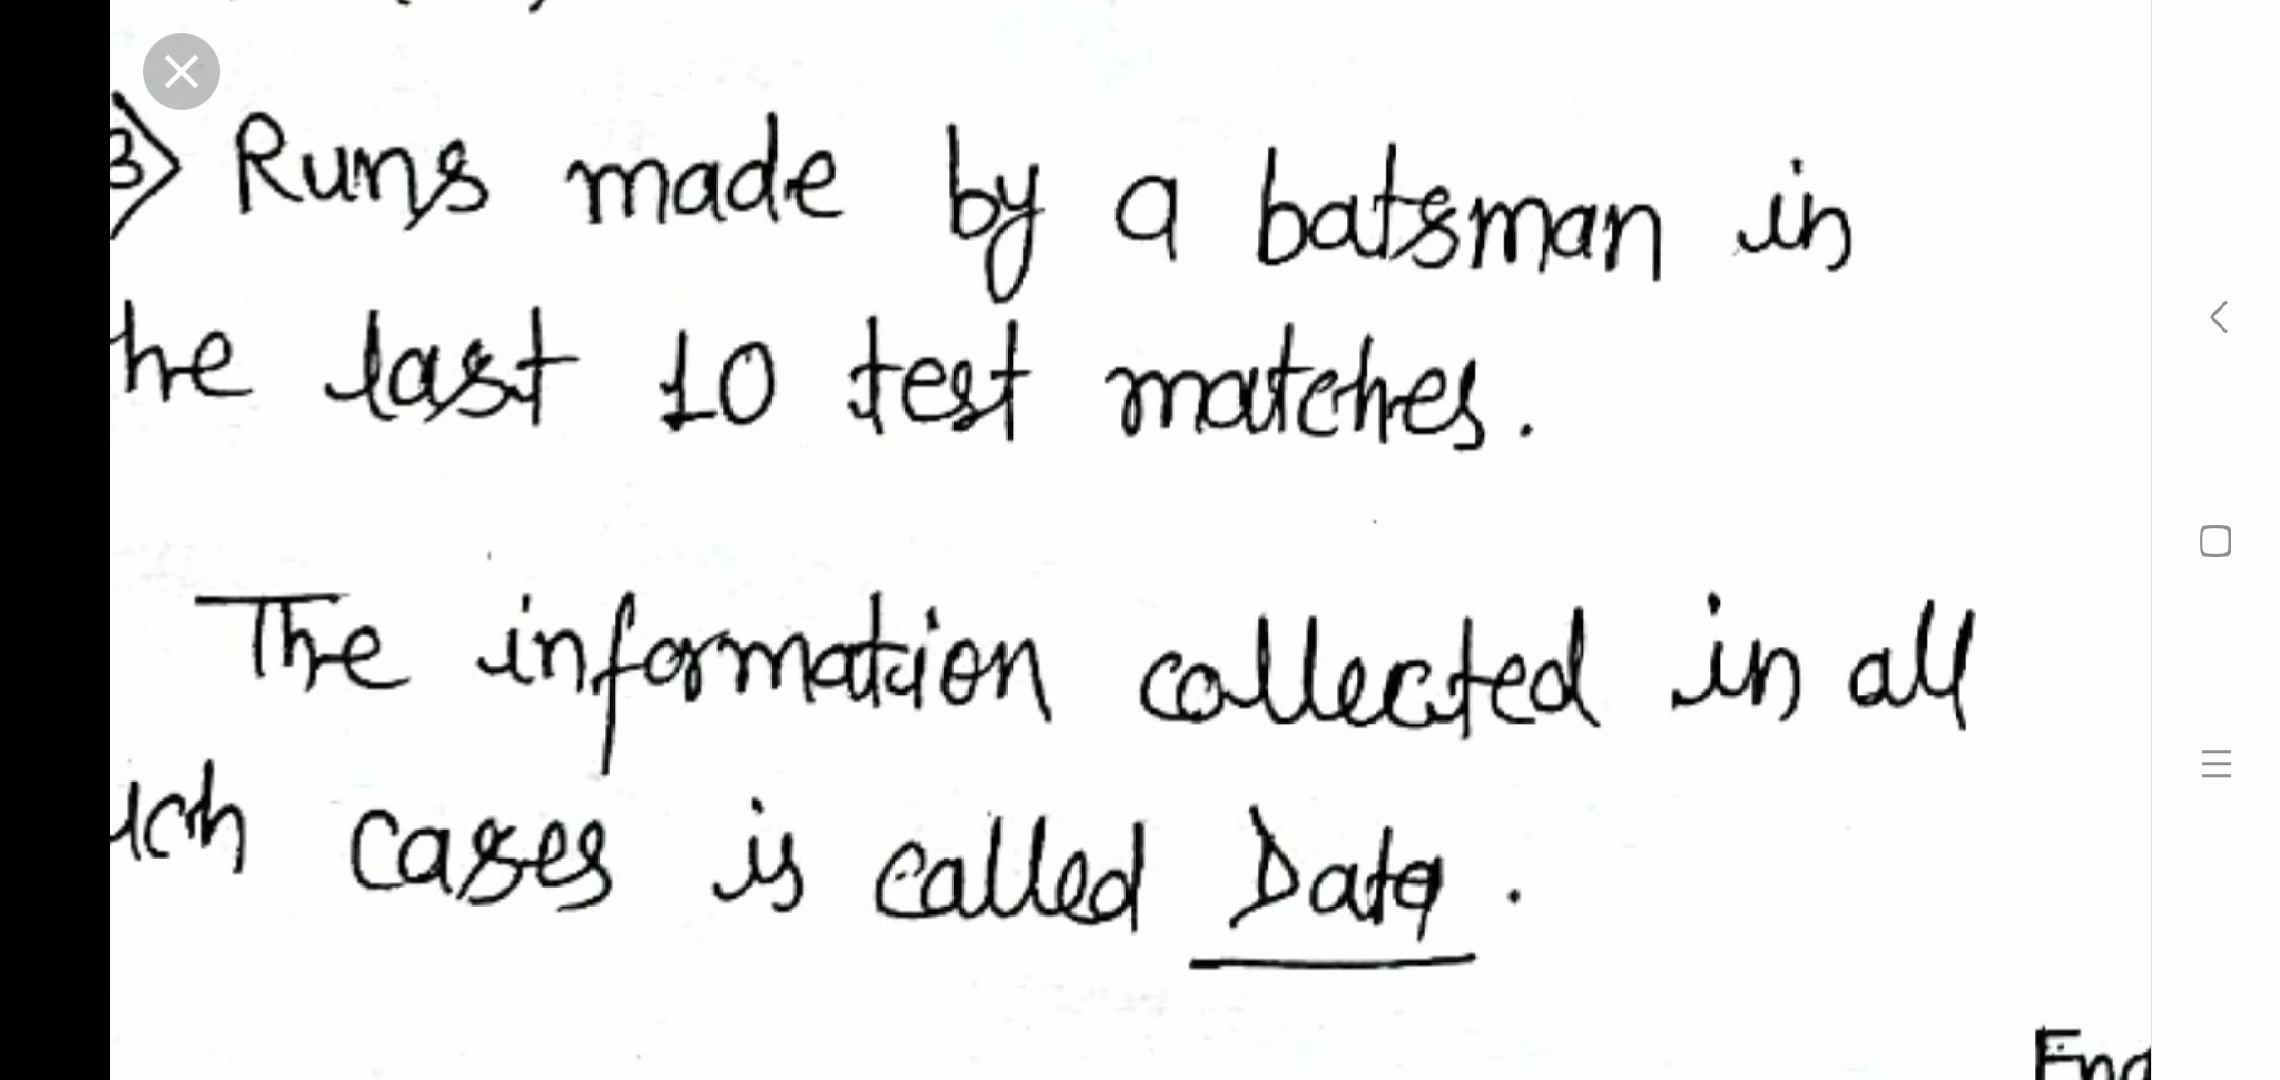 3) Runs made by a batsman in
he last 10 test matches.
The information collected in all
uch cases is called Data.